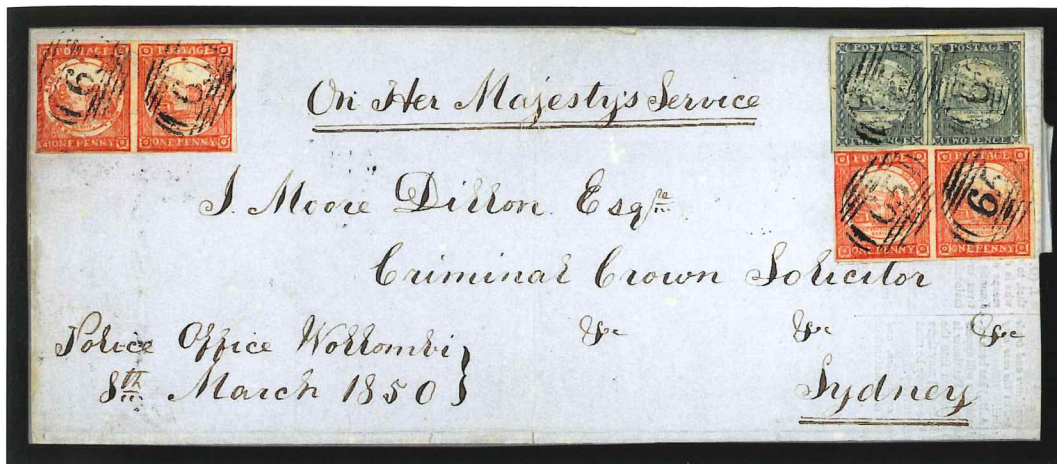 POSTAGE POSTAGE
ONE PENNY ONE PENNY
POSTAGE POSTAGE
TWO PENCE TWO PENCE
POSTAGE POSTAGE
ONE PENNY ONE PENNY
On Her Majesty's Service
J. Moore Dillon Esqre
Criminal Crown Solicitor
&c &c &c
Police Office Wollombi }
8th March 1850 }
Sydney